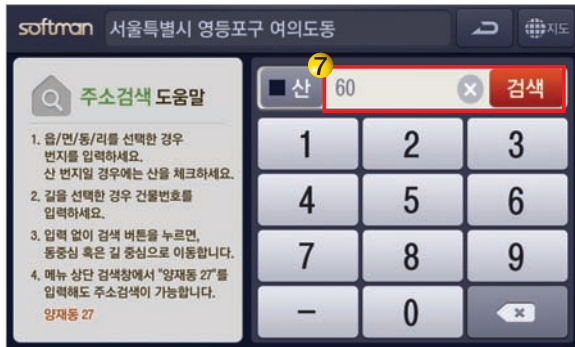 softman 서울특별시 영등포구 여의도동 지도
주소검색 도움말
1. 읍/면/동/리를 선택한 경우
번지를 입력하세요.
산 번지일 경우에는 산을 체크하세요.
2. 길을 선택한 경우 건물번호를
입력하세요.
3. 입력 없이 검색 버튼을 누르면,
동중심 혹은 길 중심으로 이동합니다.
4. 메뉴 상단 검색창에서 "양재동 27"를
입력해도 주소검색이 가능합니다.
양재동 27
7
산 60 검색
1 2 3
4 5 6
7 8 9
- 0